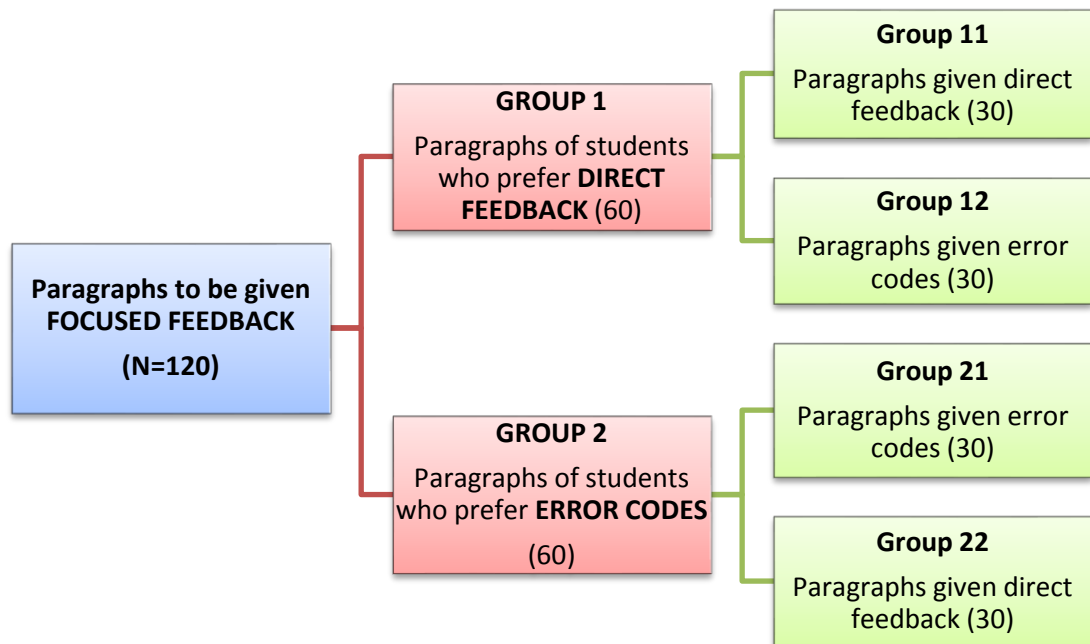 Paragraphs to be given
FOCUSED FEEDBACK
(N=120)
GROUP 1
Paragraphs of students
who prefer DIRECT
FEEDBACK (60)
GROUP 2
Paragraphs of students
who prefer ERROR CODES
(60)
Group 11
Paragraphs given direct
feedback (30)
Group 12
Paragraphs given error
codes (30)
Group 21
Paragraphs given error
codes (30)
Group 22
Paragraphs given direct
feedback (30)